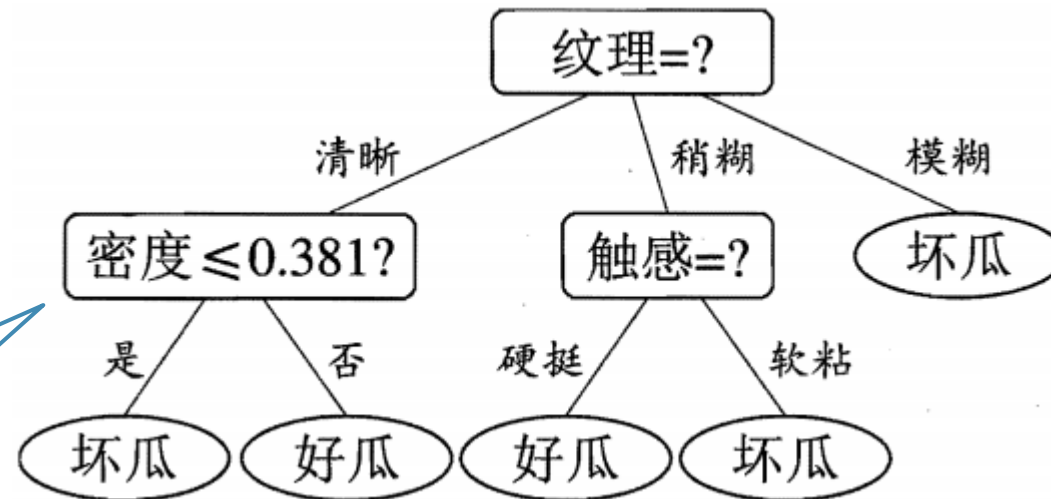 纹理=?
清晰
稍糊
模糊
密度≤0.381?
触感=?
坏瓜
是
否
硬挺
软粘
坏瓜
好瓜
好瓜
坏瓜